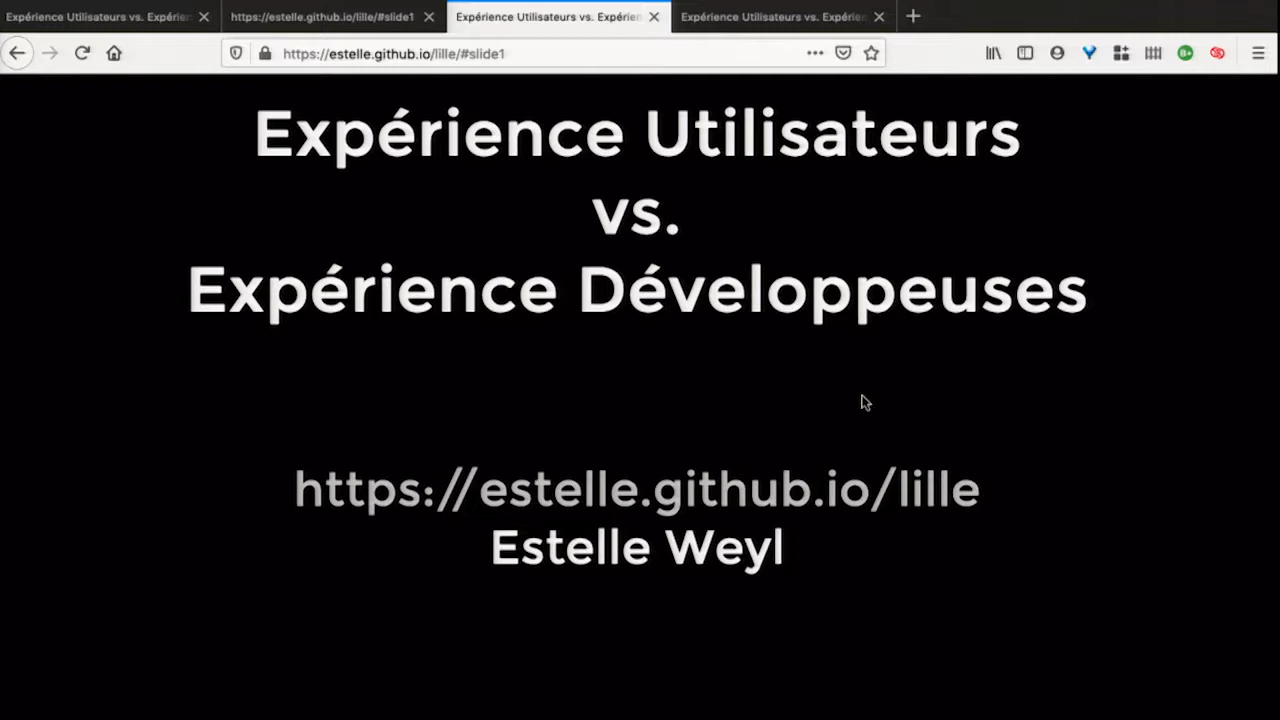 Expérience Utilisateurs vs. Expérien
https://estelle.github.io/lille/#slide1
Expérience Utilisateurs vs. Expérien
Expérience Utilisateurs vs. Expérien
https://estelle.github.io/lille/#slide1
Expérience Utilisateurs
vs.
Expérience Développeuses
https://estelle.github.io/lille
Estelle Weyl